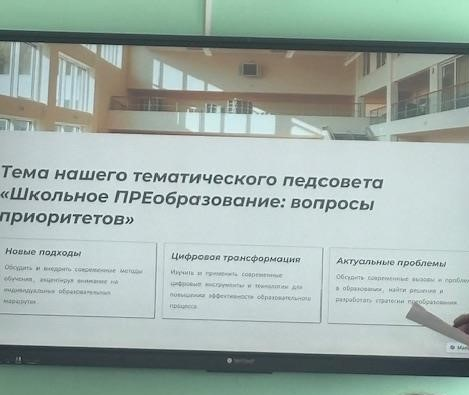 Тема нашего тематического педсовета
«Школьное ПРЕобразование: вопросы
приоритетов»
Новые подходы
Обсудить и внедрить современные методы
обучения, акцентируя внимание на
индивидуальных образовательных
маршрутах.
Цифровая трансформация
Изучить и применить современные
цифровые инструменты и технологии для
повышения эффективности образовательного
процесса.
Актуальные проблемы
Обсудить современные вызовы и
в образовании, найти решения и
разработать стратегии преобразования.